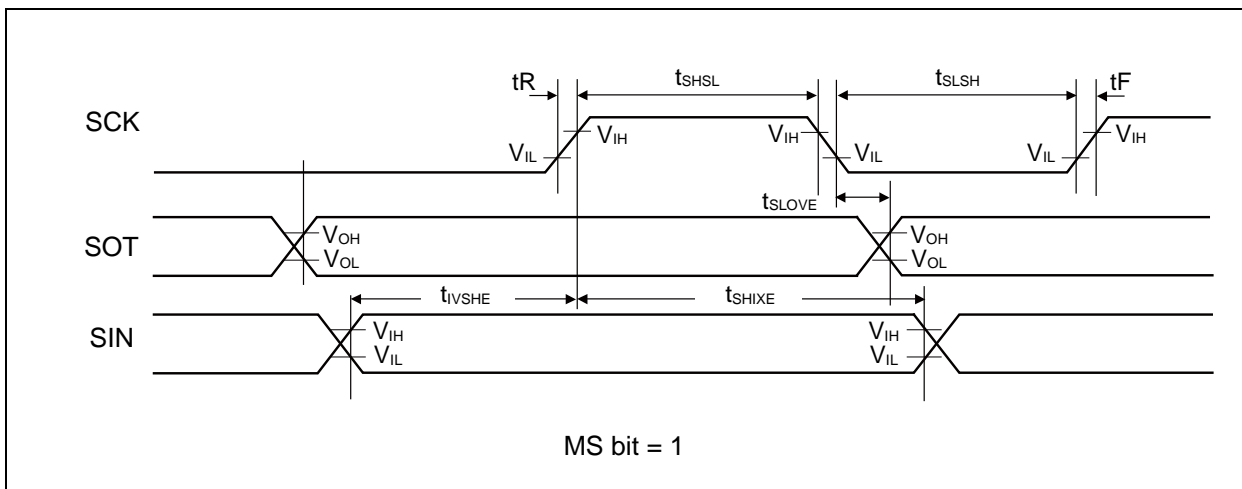 tR tSHSL tSLSH tF
SCK
VIH VIH VIH
VIL VIL VIL
tSLOVE
SOT
VOH VOH
VOL VOL
tIVSHE tSHIXE
SIN
VIH VIH
VIL VIL
MS bit = 1